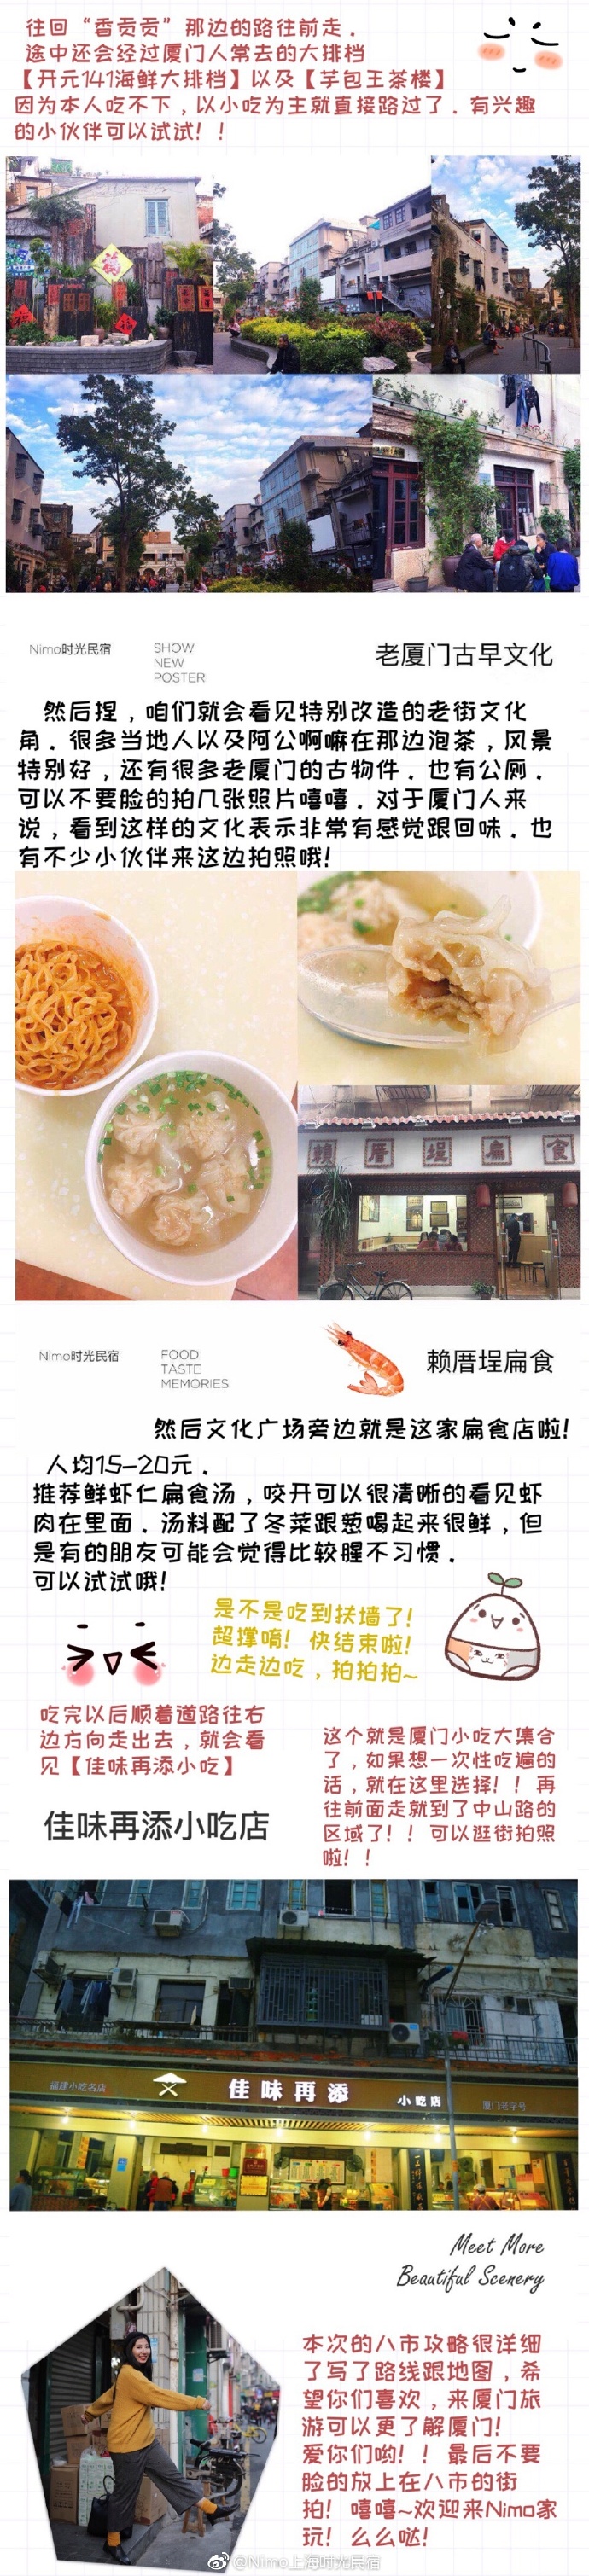 往回“香贡贡”那边的路往前走.
途中还会经过厦门人常去的大排档
【开元141海鲜大排档】以及【芋包王茶楼】
因为本人吃不下，以小吃为主就直接路过了.有兴趣
的小伙伴可以试试！！
Nimo时光民宿
SHOW
NEW
POSTER
老厦门古早文化
然后捏，咱们就会看见特别改造的老街文化
角.很多当地人以及阿公啊嘛在那边泡茶，风景
特别好，还有很多老厦门的古物件.也有公厕.
可以不要脸的拍几张照片嘻嘻.对于厦门人来
说，看到这样的文化表示非常有感觉跟回味.也
有不少小伙伴来这边拍照哦！
賴厝埕扁食
Nimo时光民宿
FOOD
TASTE
MEMORIES
赖厝埕扁食
然后文化广场旁边就是这家扁食店啦！
人均15-20元.
推荐鲜虾仁扁食汤，咬开可以很清晰的看见虾
肉在里面.汤料配了冬菜跟葱喝起来很鲜，但
是有的朋友可能会觉得比较腥不习惯.
可以试试哦！
是不是吃到扶墙了！
超撑唷！快结束啦！
边走边吃，拍拍拍~
吃完以后顺着道路往右
边方向走出去，就会看
见【佳味再添小吃】
佳味再添小吃店
这个就是厦门小吃大集合
了，如果想一次性吃遍的
话，就在这里选择！！再
往前面走就到了中山路的
区域了！！可以逛街拍照
啦！！
福建小吃名店
佳味再添
小吃店
厦门老字号
Meet More
Beautiful Scenery
本次的八市攻略很详细
了写了路线跟地图，希
望你们喜欢，来厦门旅
游可以更了解厦门！
爱你们哟！！最后不要
脸的放上在八市的街
拍！嘻嘻~欢迎来Nimo家
玩！么么哒！
@Nimo上海时光民宿